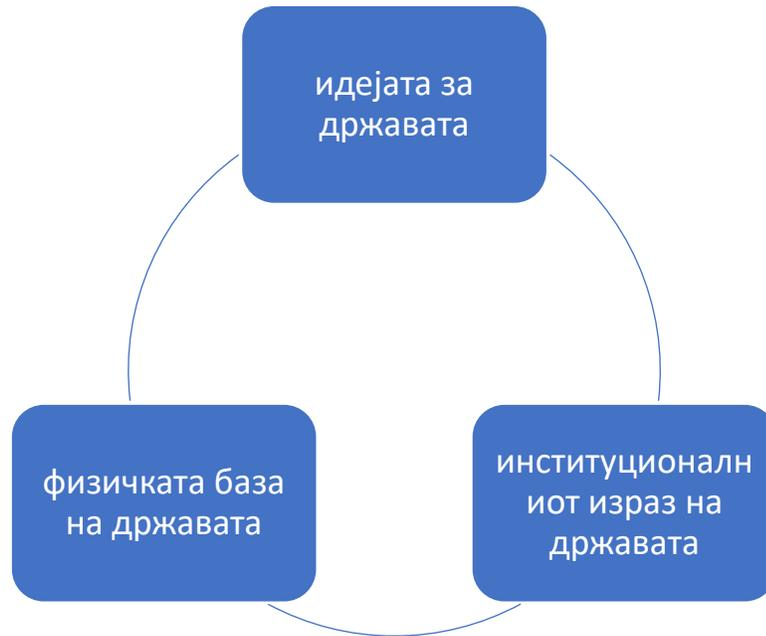 идејата за
државата
физичката база
на државата
институционалн
иот израз на
државата